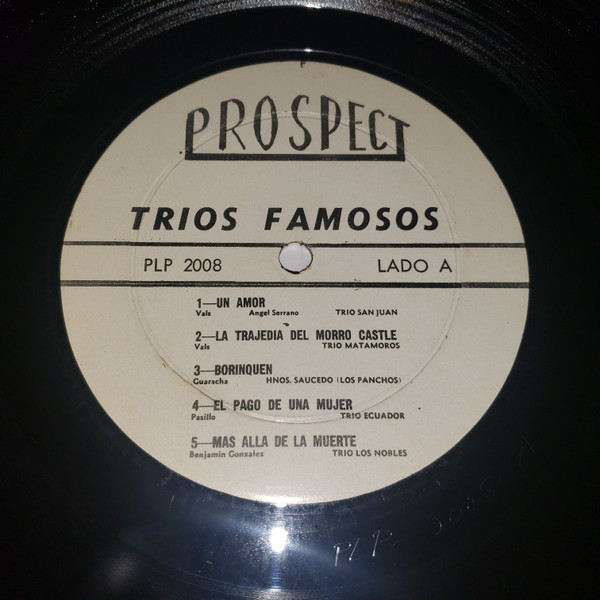 PROSPECT
TRIOS FAMOSOS
PLP 2008 LADO A
1—UN AMOR
Vals Angel Serrano TRIO SAN JUAN
2—LA TRAJEDIA DEL MORRO CASTLE
Vals TRIO MATAMOROS
3—BORINQUEN
Guaracha HNOS. SAUCEDO (LOS PANCHOS)
4—EL PAGO DE UNA MUJER
Pasillo TRIO ECUADOR
5—MAS ALLA DE LA MUERTE
Benjamin Gonzalez TRIO LOS NOBLES
PLP